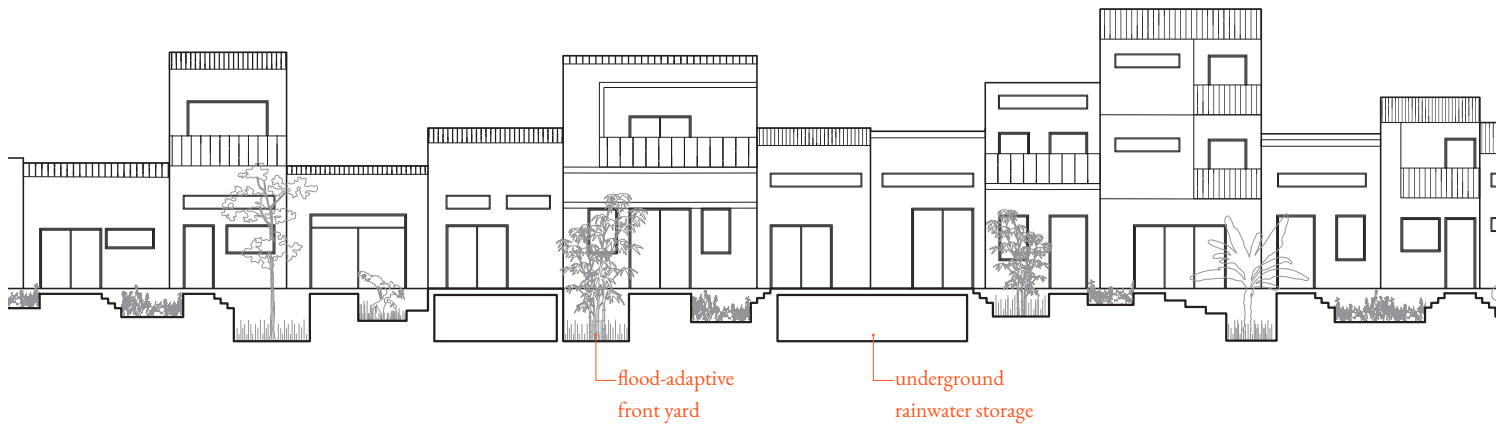 flood-adaptive
front yard
underground
rainwater storage